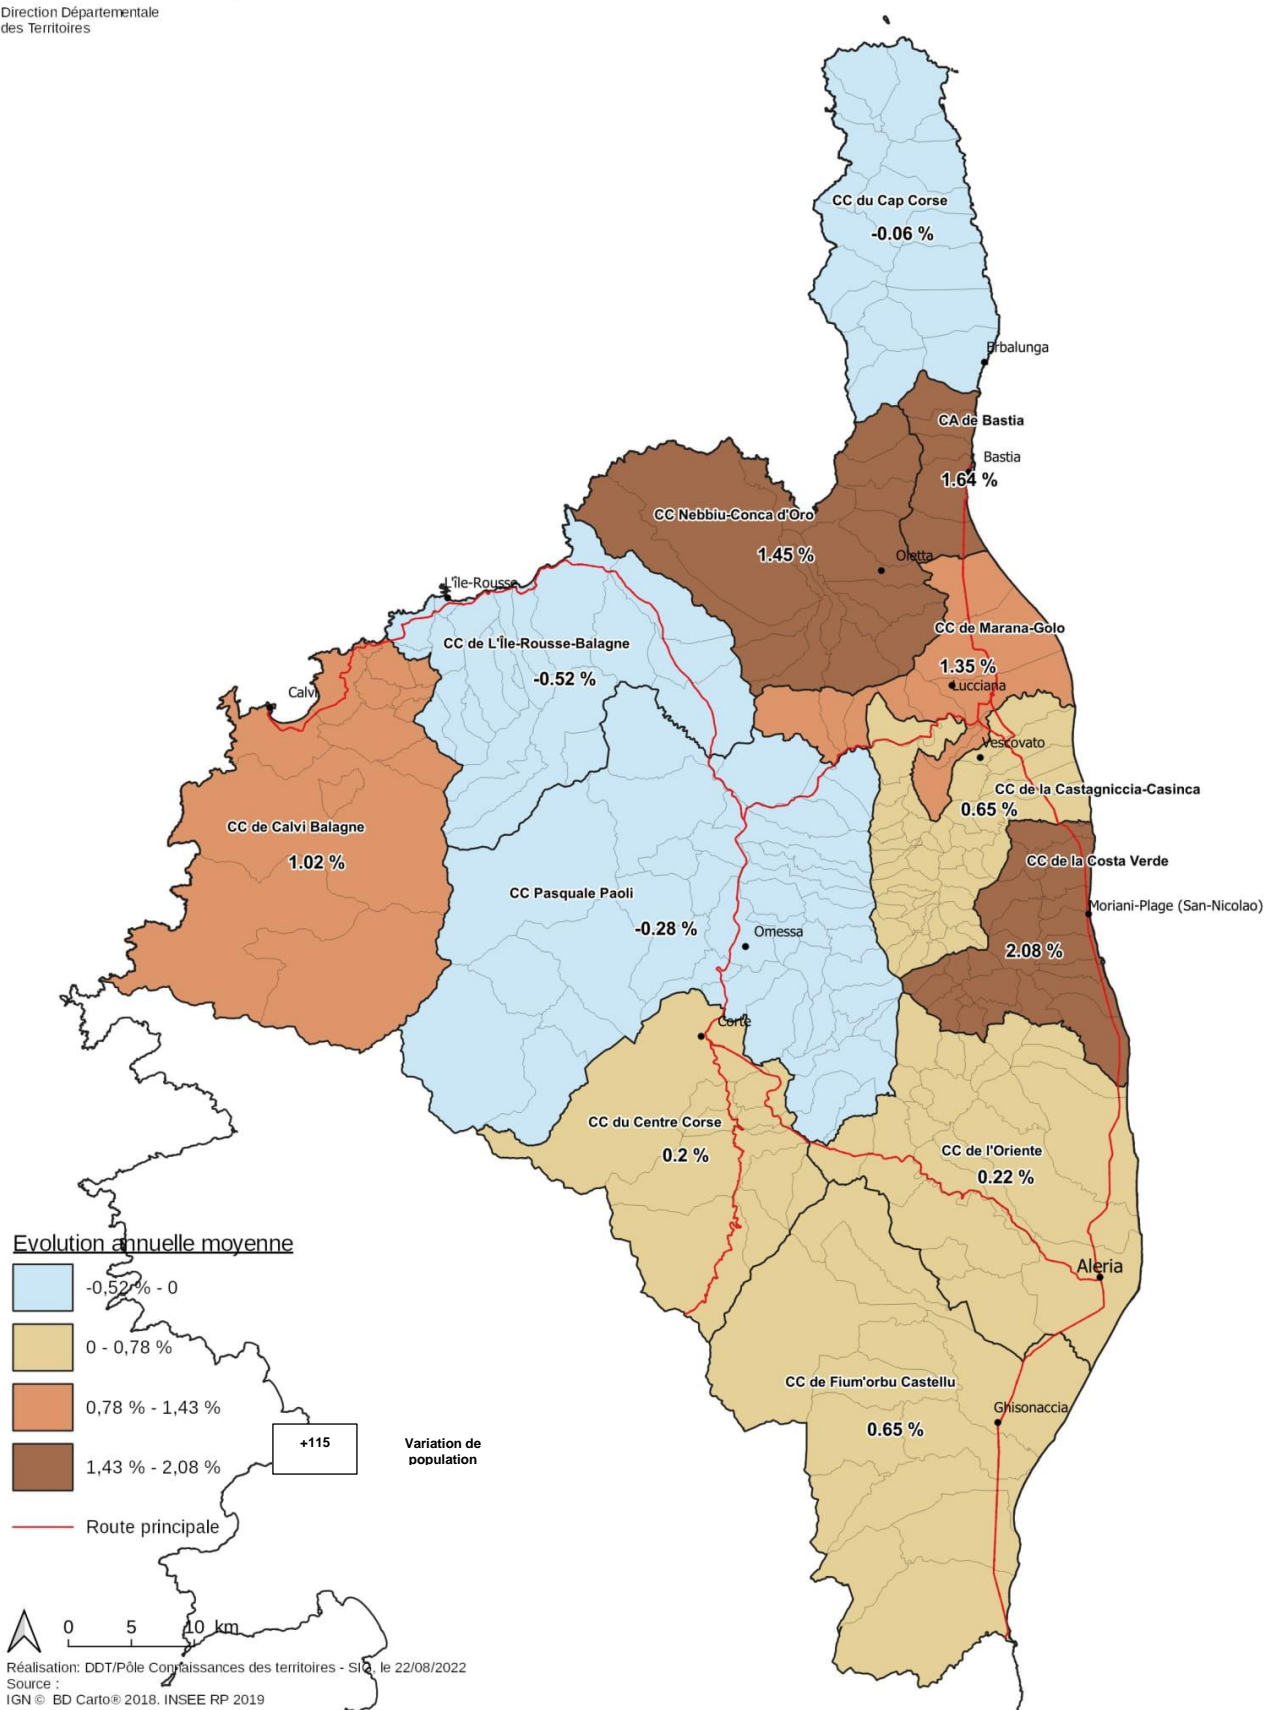 Direction Départementale
des Territoires
CC du Cap Corse
-0.06 %
Erbalunga
CA de Bastia
Bastia
1.64 %
CC Nebbiu-Conca d'Oro
1.45 %
Oletta
L'île-Rousse
CC de Marana-Golo
CC de L'Île-Rousse-Balagne
1.35 %
-0.52 %
Lucciana
Calvi
Vescovato
CC de la Castagniccia-Casinca
0.65 %
CC de Calvi Balagne
1.02 %
CC de la Costa Verde
CC Pasquale Paoli
Moriani-Plage (San-Nicolao)
-0.28 %
Omessa
2.08 %
Corte
CC du Centre Corse
0.2 %
CC de l'Oriente
0.22 %
Aleria
CC de Fium'orbu Castellu
Ghisonaccia
0.65 %
Evolution annuelle moyenne
-0,52 % - 0
0 - 0,78 %
0,78 % - 1,43 %
1,43 % - 2,08 %
+115
Variation de
population
Route principale
0 5 10 km
Réalisation: DDT/Pôle Connaissances des territoires - SIG, le 22/08/2022
Source :
IGN © BD Carto® 2018. INSEE RP 2019